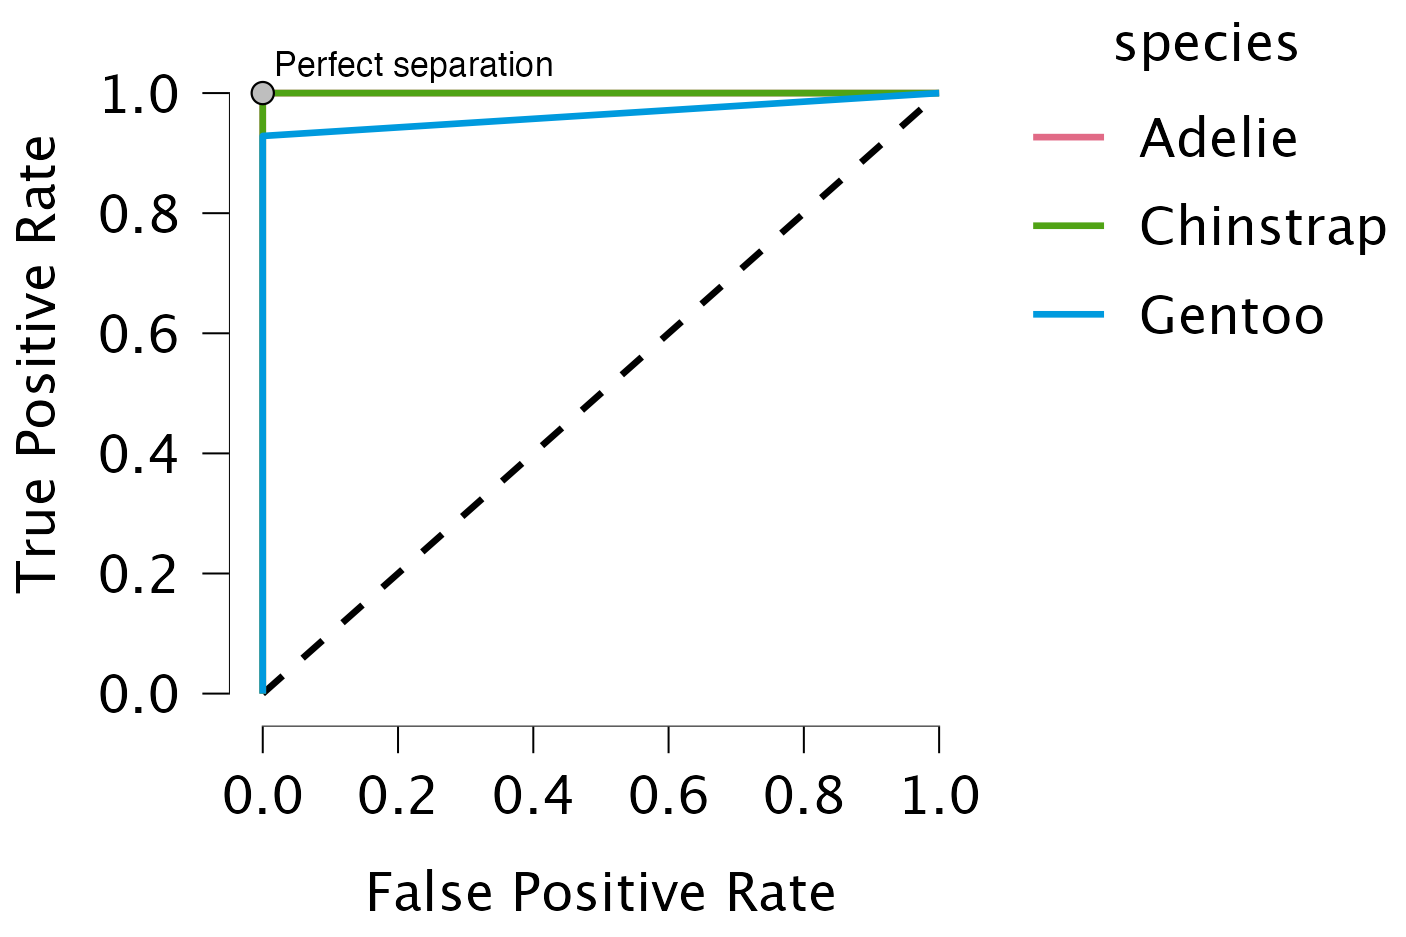 Perfect separation
species
Adelie
Chinstrap
Gentoo
True Positive Rate
1.0
0.8
0.6
0.4
0.2
0.0
0.0 0.2 0.4 0.6 0.8 1.0
False Positive Rate